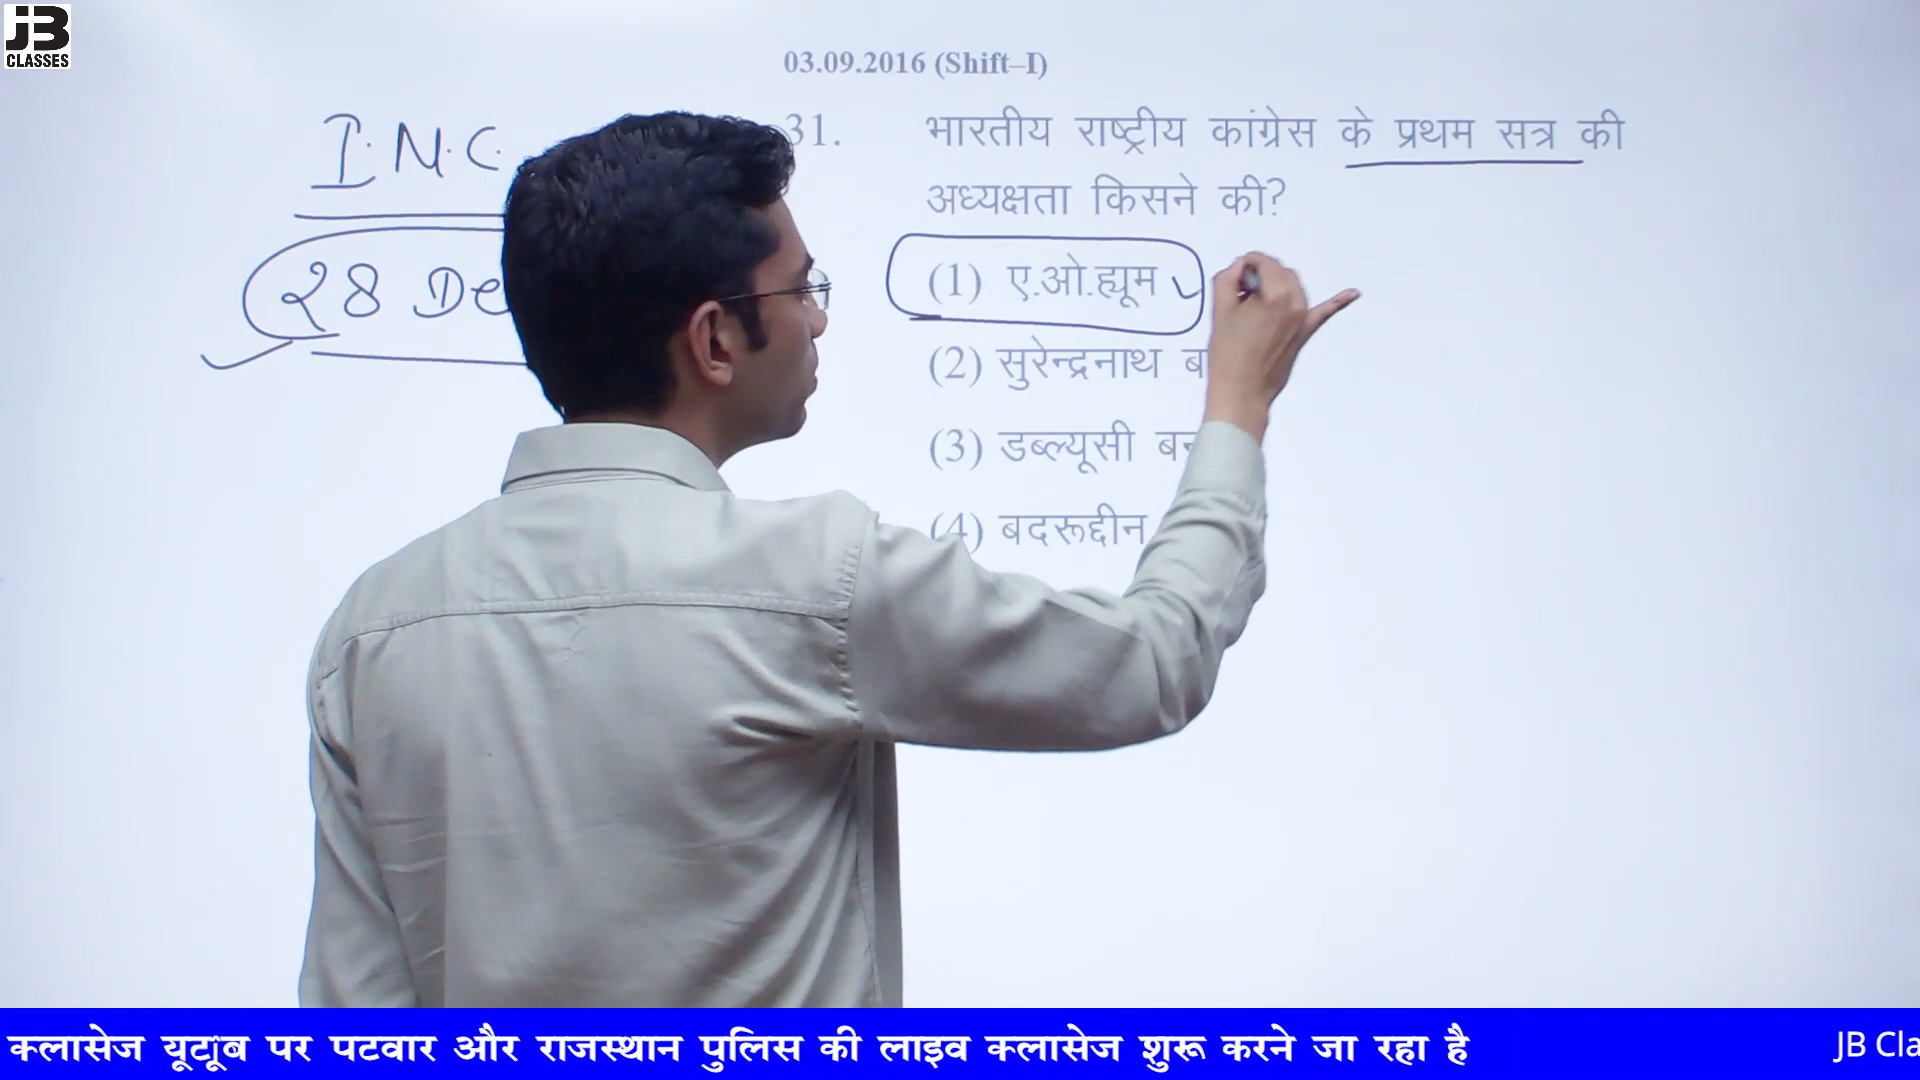 JB
CLASSES
03.09.2016 (Shift–I)
I.N.C.
28 De
31. भारतीय राष्ट्रीय कांग्रेस के प्रथम सत्र की
अध्यक्षता किसने की?
(1) ए.ओ.ह्यूम
(2) सुरेन्द्रनाथ ब
(3) डब्ल्यूसी बन
(4) बदरूद्दीन
क्लासेज यूट्यूब पर पटवार और राजस्थान पुलिस की लाइव क्लासेज शुरू करने जा रहा है
JB Cla